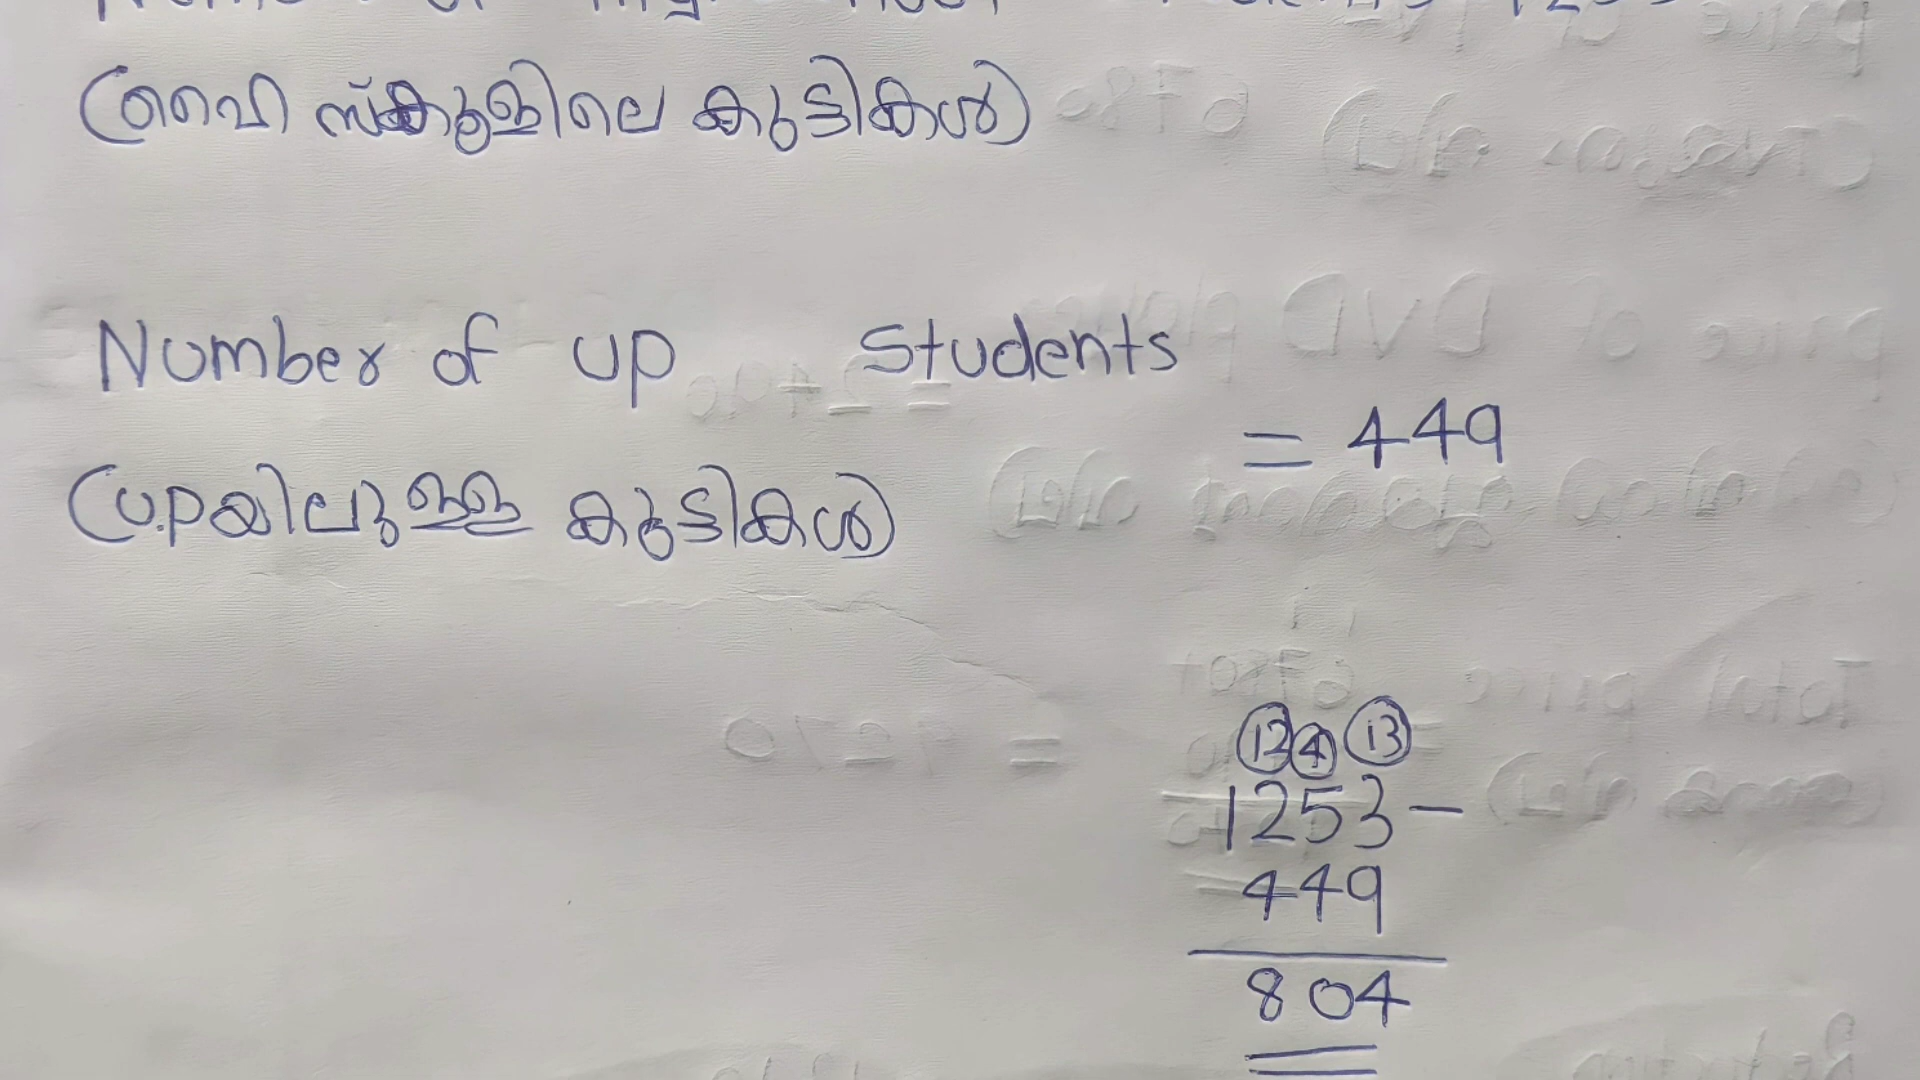 (ഹൈ സ്കൂളിലെ കുട്ടികൾ)
Number of up Students
= 449
(u.pയിലുള്ള കുട്ടികൾ)
12 4 13
1253 -
449
804